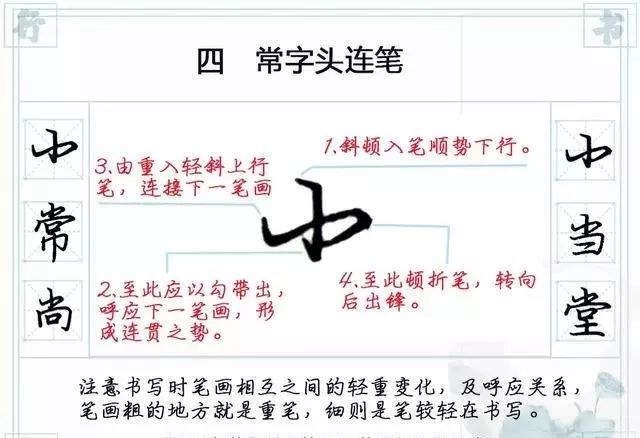 行
书
四 常字头连笔
1.斜顿入笔顺势下行。
3.由重入轻斜上行
笔，连接下一笔画
2.至此应以勾带出，
呼应下一笔画，形
成连贯之势。
4.至此顿折笔，转向
后出锋。
常
尚
当
堂
注意书写时笔画相互之间的轻重变化，及呼应关系，
笔画粗的地方就是重笔，细则是笔较轻在书写。